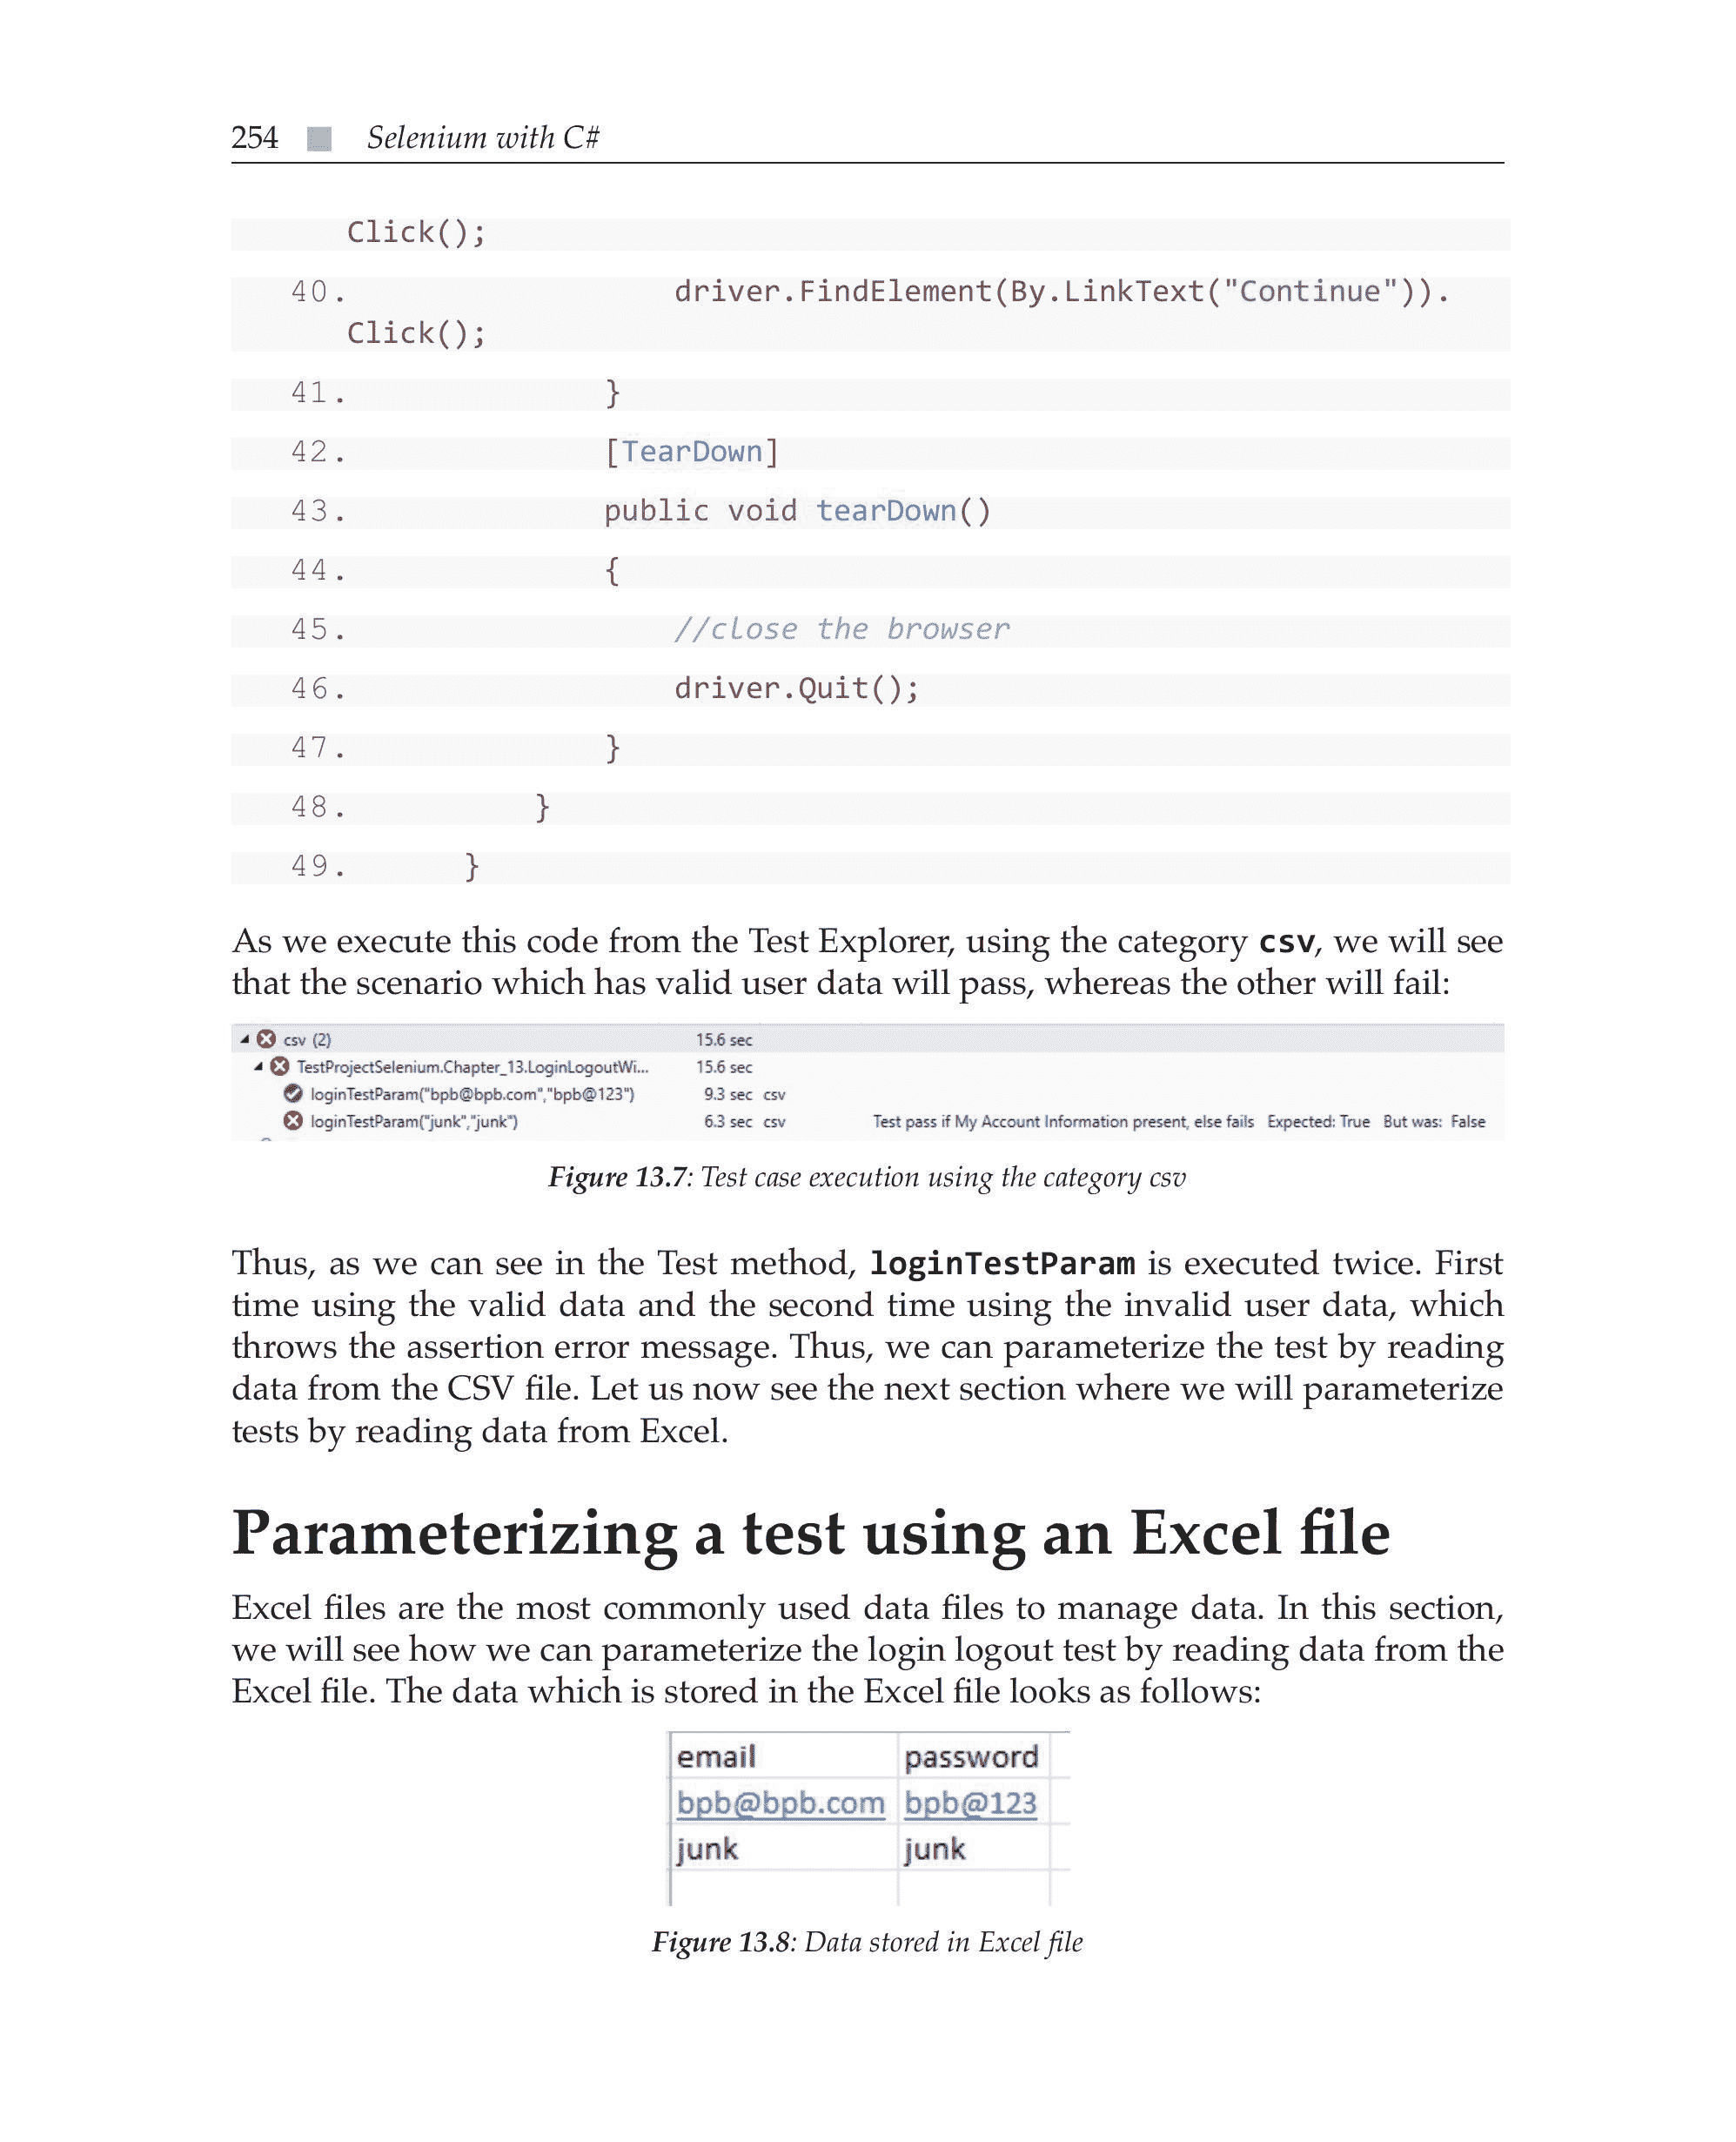 254 Selenium with C#
Click();
40. driver.FindElement(By.LinkText("Continue")).
Click();
41. }
42. [TearDown]
43. public void tearDown()
44. {
45. //close the browser
46. driver.Quit();
47. }
48. }
49. }
As we execute this code from the Test Explorer, using the category csv, we will see
that the scenario which has valid user data will pass, whereas the other will fail:
csv (2) 15.6 sec
TestProjectSelenium.Chapter_13.LoginLogoutWi... 15.6 sec
loginTestParam("bpb@bpb.com","bpb@123") 9.3 sec csv
loginTestParam("junk","junk") 6.3 sec csv Test pass if My Account Information present, else fails Expected: True But was: False
Figure 13.7: Test case execution using the category csv
Thus, as we can see in the Test method, loginTestParam is executed twice. First
time using the valid data and the second time using the invalid user data, which
throws the assertion error message. Thus, we can parameterize the test by reading
data from the CSV file. Let us now see the next section where we will parameterize
tests by reading data from Excel.
Parameterizing a test using an Excel file
Excel files are the most commonly used data files to manage data. In this section,
we will see how we can parameterize the login logout test by reading data from the
Excel file. The data which is stored in the Excel file looks as follows:
email password
bpb@bpb.com bpb@123
junk junk
Figure 13.8: Data stored in Excel file